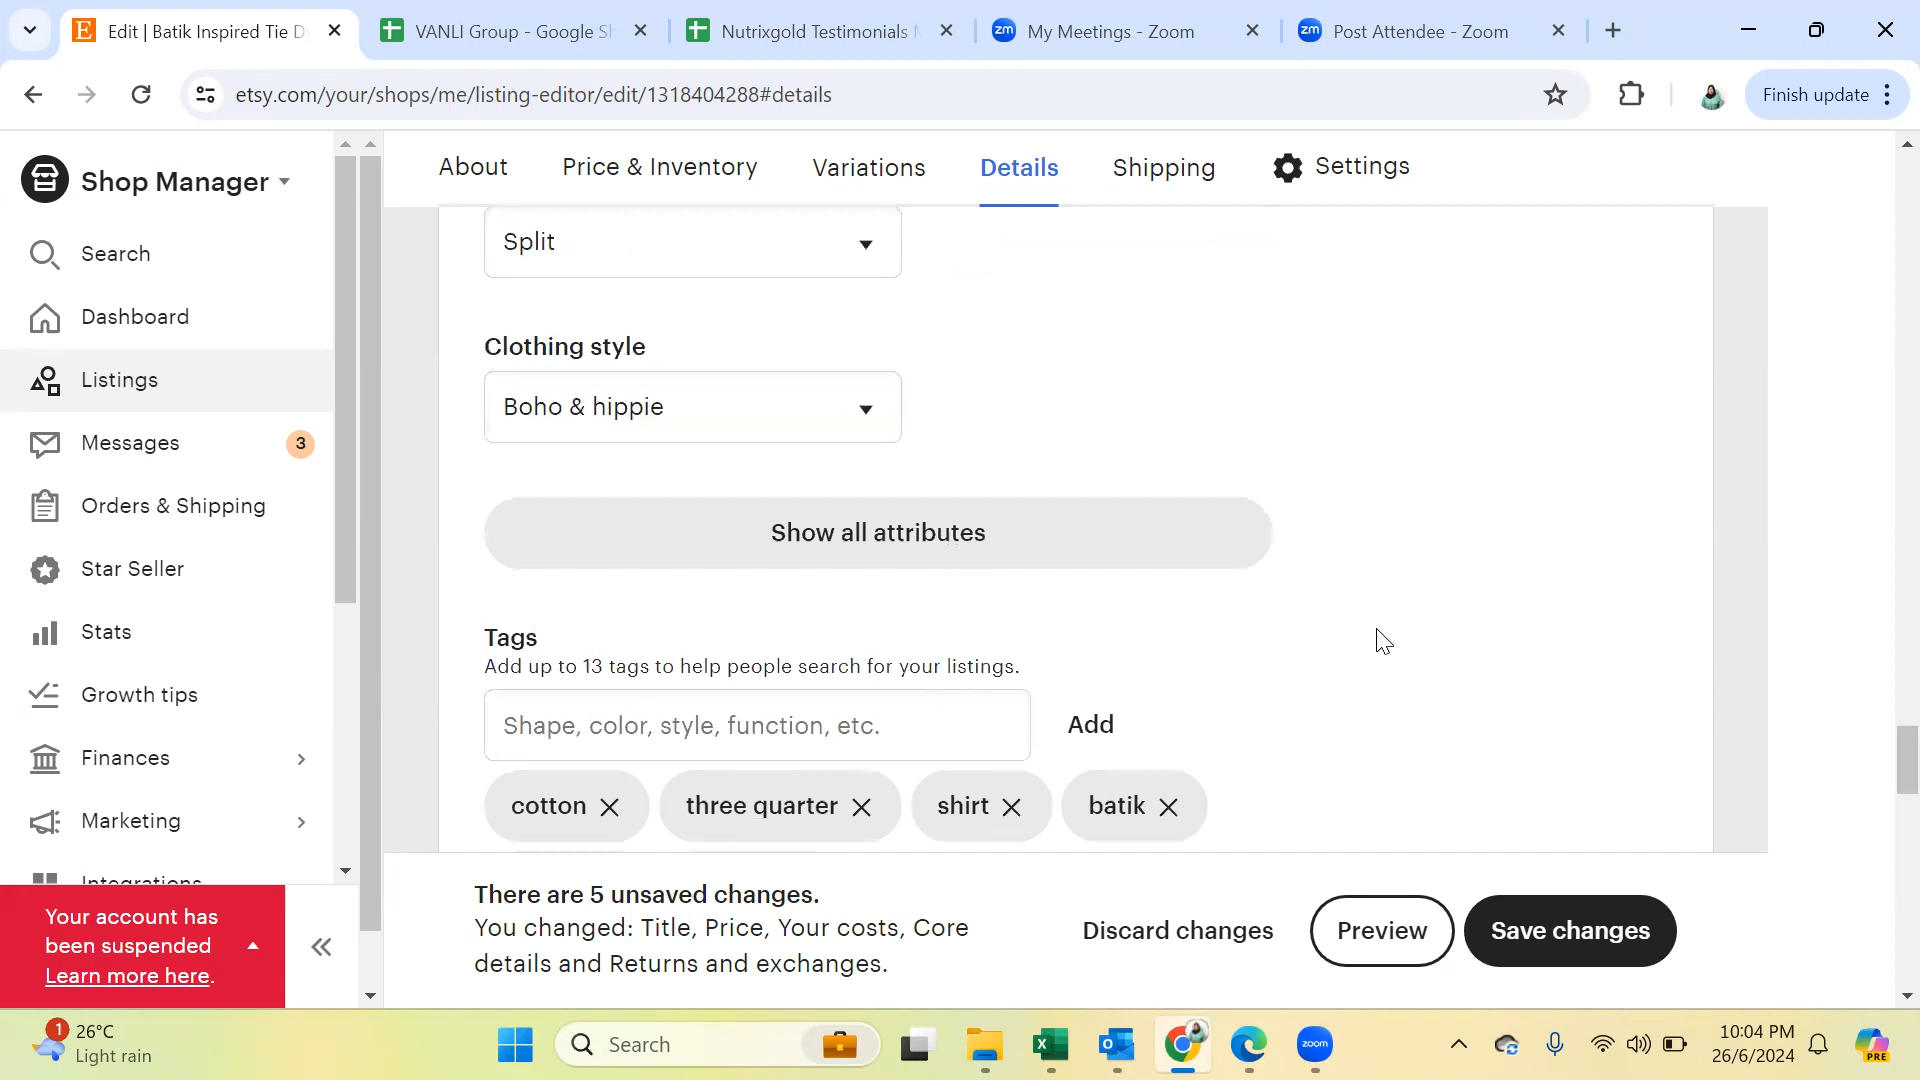 Edit | Batik Inspired Tie D
VANLI Group - Google Sh
Nutrixgold Testimonials
My Meetings - Zoom
Post Attendee - Zoom
etsy.com/your/shops/me/listing-editor/edit/1318404288#details
Finish update
Shop Manager
Search
Dashboard
Listings
Messages
3
Orders & Shipping
Star Seller
Stats
Growth tips
Finances
Marketing
Integrations
Your account has
been suspended
Learn more here.
About
Price & Inventory
Variations
Details
Shipping
Settings
Split
Clothing style
Boho & hippie
Show all attributes
Tags
Add up to 13 tags to help people search for your listings.
Shape, color, style, function, etc.
Add
cotton
three quarter
shirt
batik
There are 5 unsaved changes.
You changed: Title, Price, Your costs, Core
details and Returns and exchanges.
Discard changes
Preview
Save changes
1
26°C
Light rain
Search
zoom
10:04 PM
26/6/2024
PRE